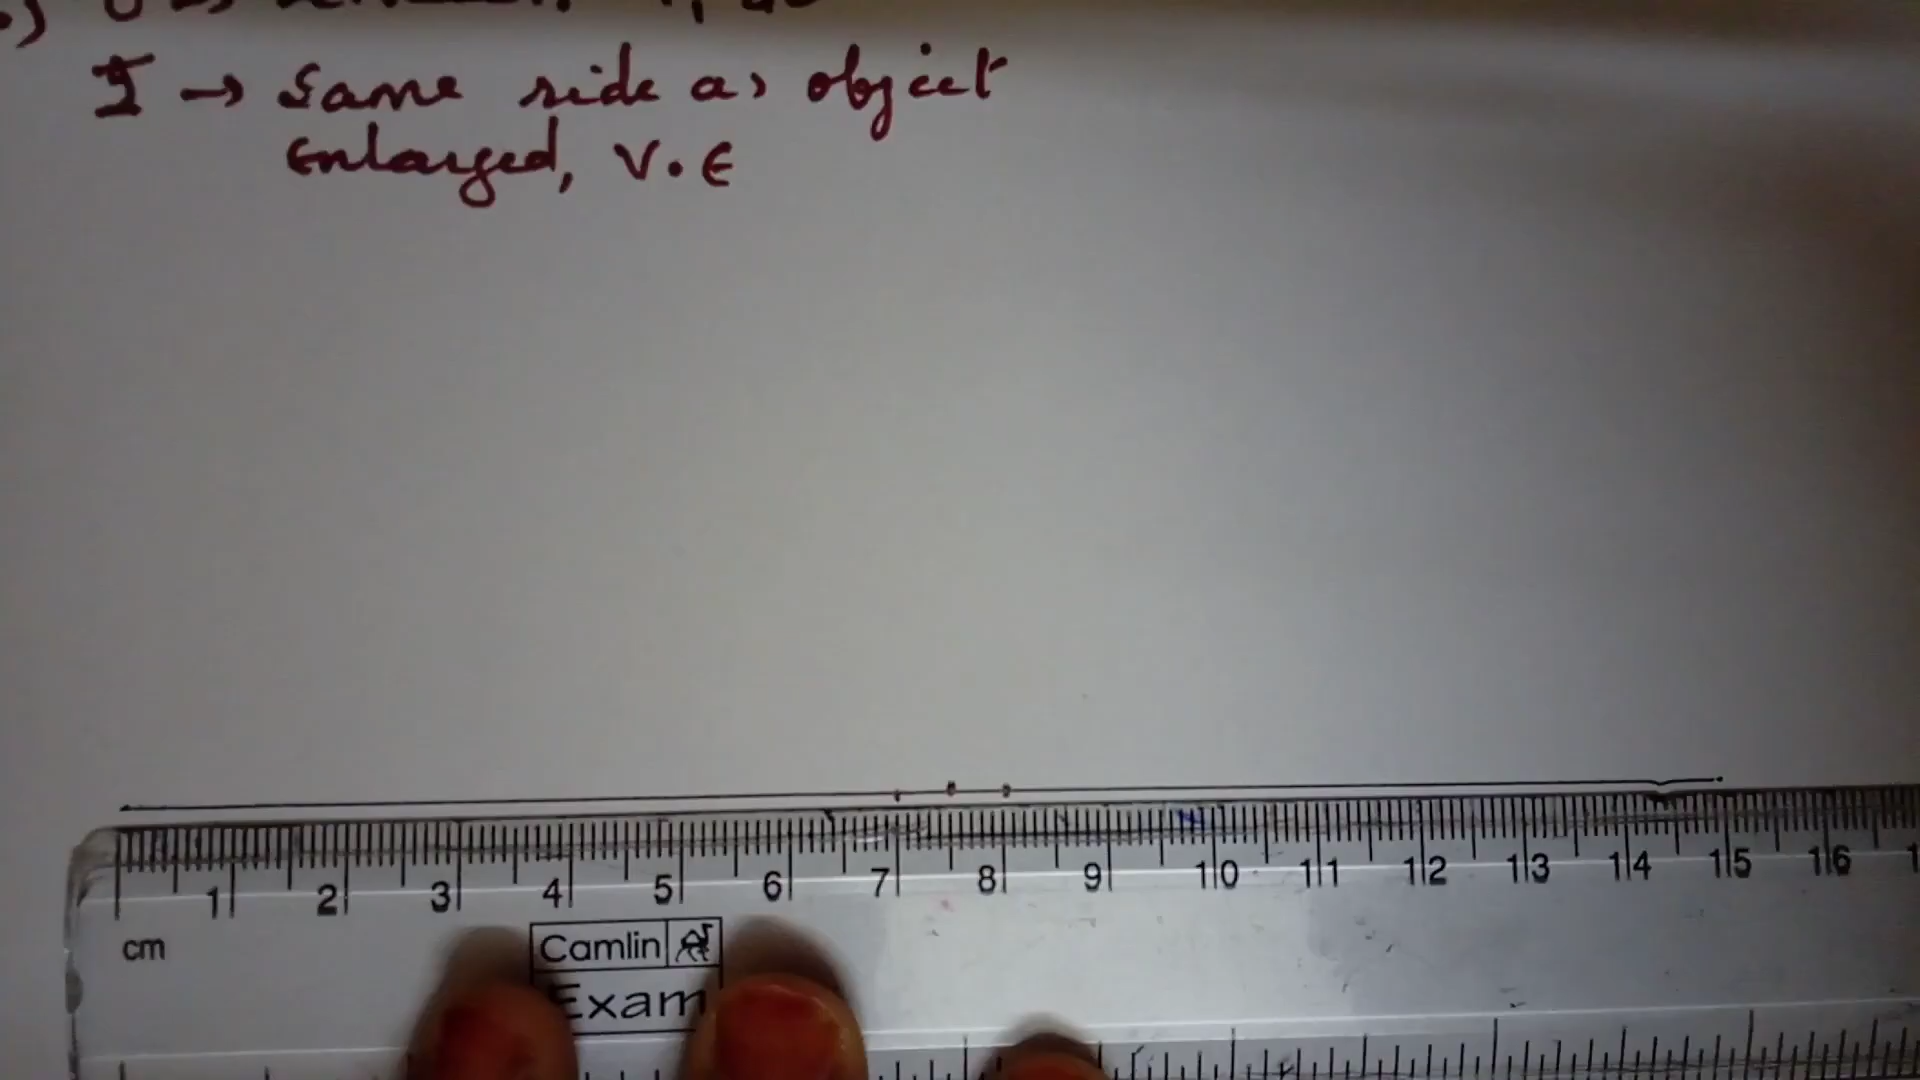 I → Same side as object
Enlarged, V.E
1 2 3 4 5 6 7 8 9 10 11 12 13 14 15 16
cm
Camlin
Exam